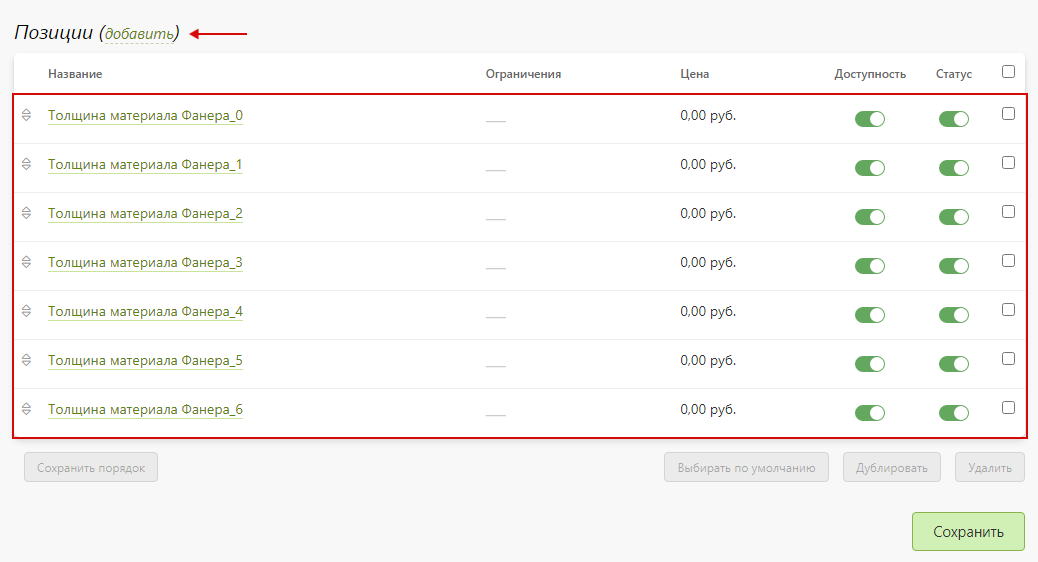 Позиции (добавить)
Название Ограничения Цена Доступность Статус
Толщина материала Фанера_0 0,00 руб.
Толщина материала Фанера_1 0,00 руб.
Толщина материала Фанера_2 0,00 руб.
Толщина материала Фанера_3 0,00 руб.
Толщина материала Фанера_4 0,00 руб.
Толщина материала Фанера_5 0,00 руб.
Толщина материала Фанера_6 0,00 руб.
Сохранить порядок Выбирать по умолчанию Дублировать Удалить
Сохранить